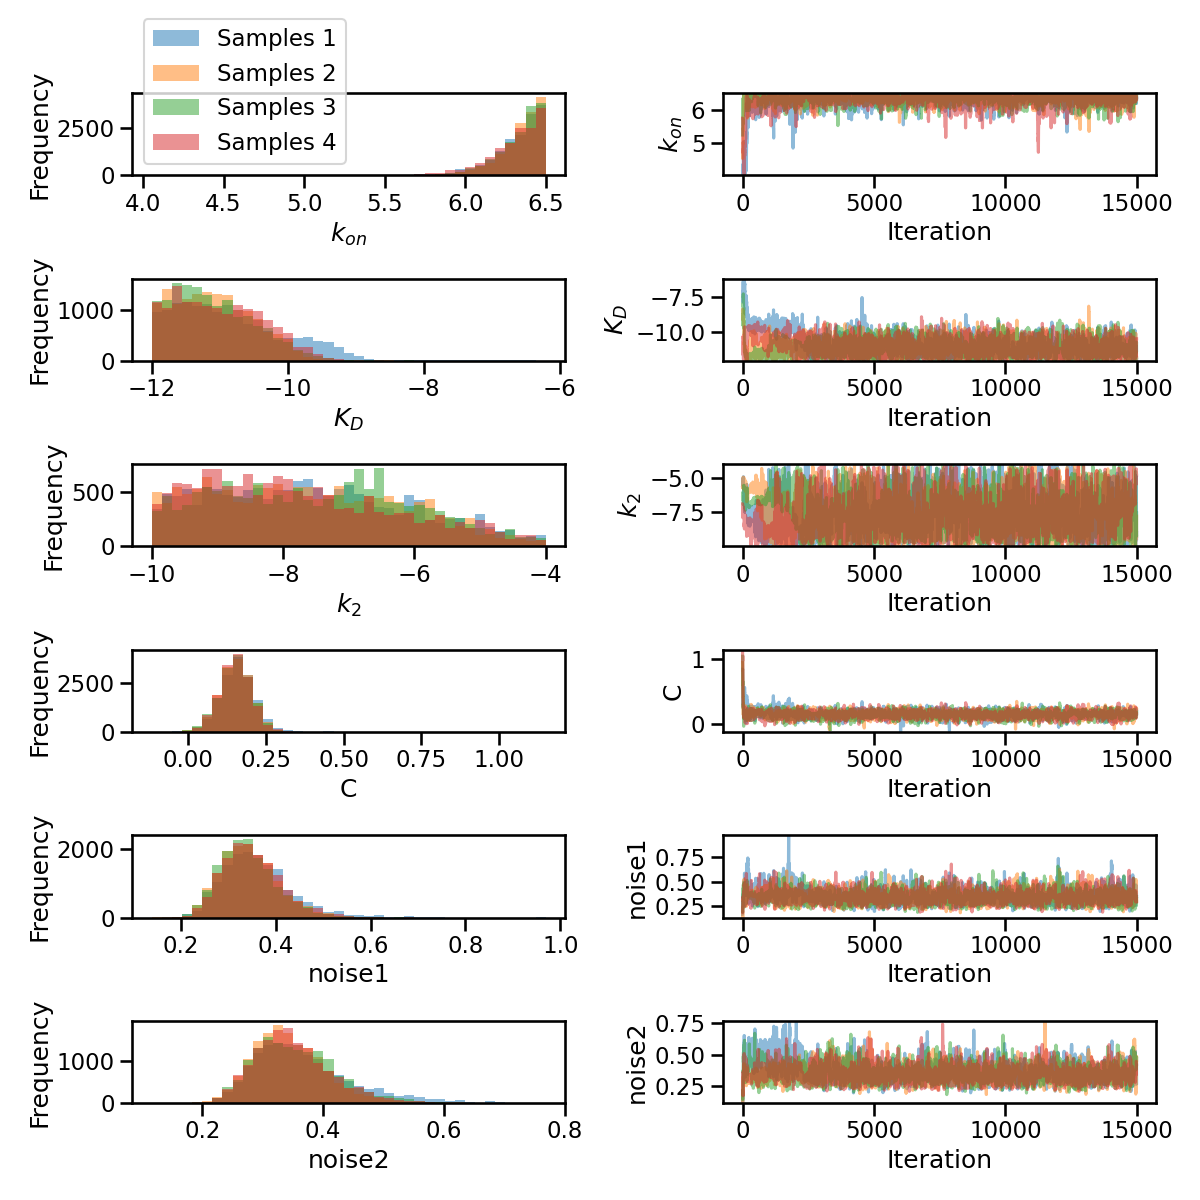 Samples 1
Samples 2
Samples 3
Samples 4
Frequency
2500
0
4.0 4.5 5.0 5.5 6.0 6.5
k_on
k_on
6
5
0 5000 10000 15000
Iteration
Frequency
1000
0
−12 −10 −8 −6
K_D
K_D
−7.5
−10.0
0 5000 10000 15000
Iteration
Frequency
500
0
−10 −8 −6 −4
k_2
k_2
−5.0
−7.5
0 5000 10000 15000
Iteration
Frequency
2500
0
0.00 0.25 0.50 0.75 1.00
C
C
1
0
0 5000 10000 15000
Iteration
Frequency
2000
0
0.2 0.4 0.6 0.8 1.0
noise1
noise1
0.75
0.50
0.25
0 5000 10000 15000
Iteration
Frequency
1000
0
0.2 0.4 0.6 0.8
noise2
noise2
0.75
0.50
0.25
0 5000 10000 15000
Iteration